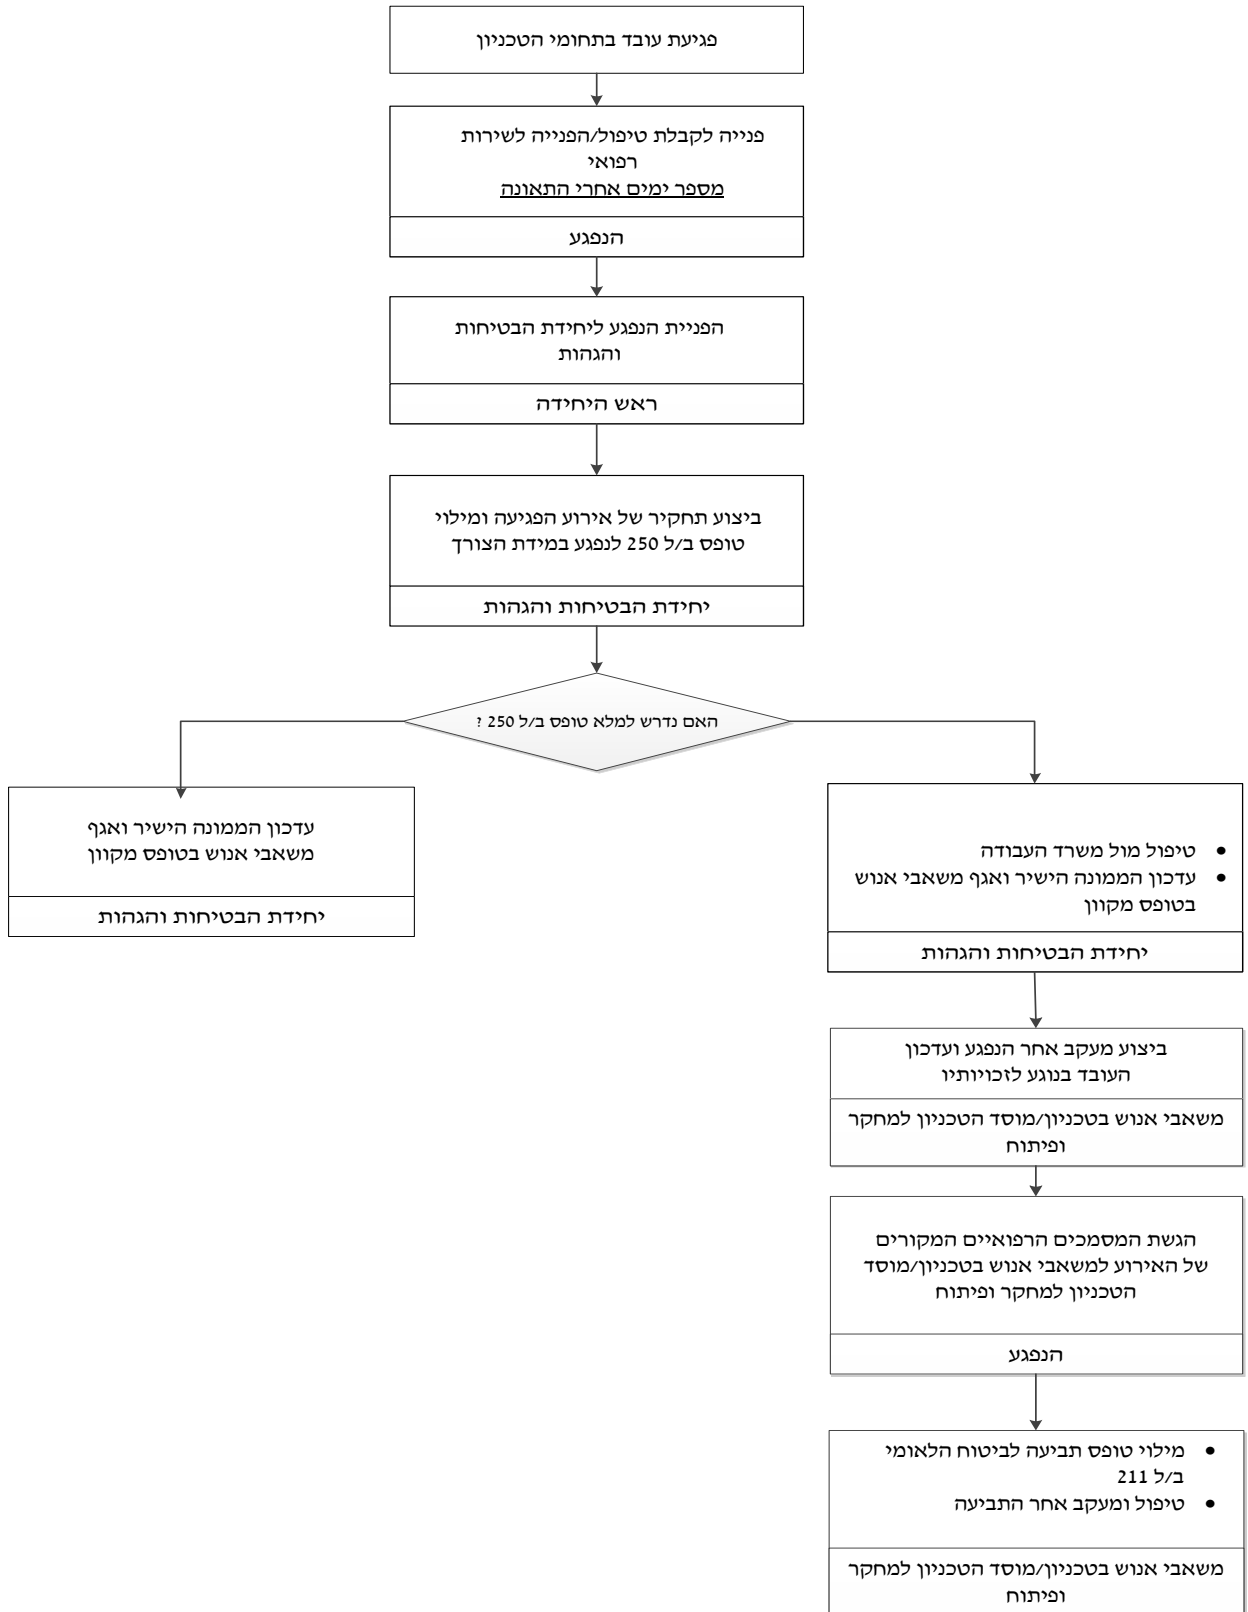 פגיעת עובד בתחומי הטכניון
פנייה לקבלת טיפול/הפנייה לשירות
רפואי
מספר ימים אחרי התאונה
הנפגע
הפניית הנפגע ליחידת הבטיחות
והגהות
ראש היחידה
ביצוע תחקיר של אירוע הפגיעה ומילוי
טופס ב/ל 250 לנפגע במידת הצורך
יחידת הבטיחות והגהות
האם נדרש למלא טופס ב/ל 250 ?
• טיפול מול משרד העבודה
• עדכון הממונה הישיר ואגף משאבי אנוש
בטופס מקוון
יחידת הבטיחות והגהות
עדכון הממונה הישיר ואגף
משאבי אנוש בטופס מקוון
יחידת הבטיחות והגהות
ביצוע מעקב אחר הנפגע ועדכון
העובד בנוגע לזכויותיו
משאבי אנוש בטכניון/מוסד הטכניון למחקר
ופיתוח
הגשת המסמכים הרפואיים המקורים
של האירוע למשאבי אנוש בטכניון/מוסד
הטכניון למחקר ופיתוח
הנפגע
• מילוי טופס תביעה לביטוח הלאומי
ב/ל 211
• טיפול ומעקב אחר התביעה
משאבי אנוש בטכניון/מוסד הטכניון למחקר
ופיתוח